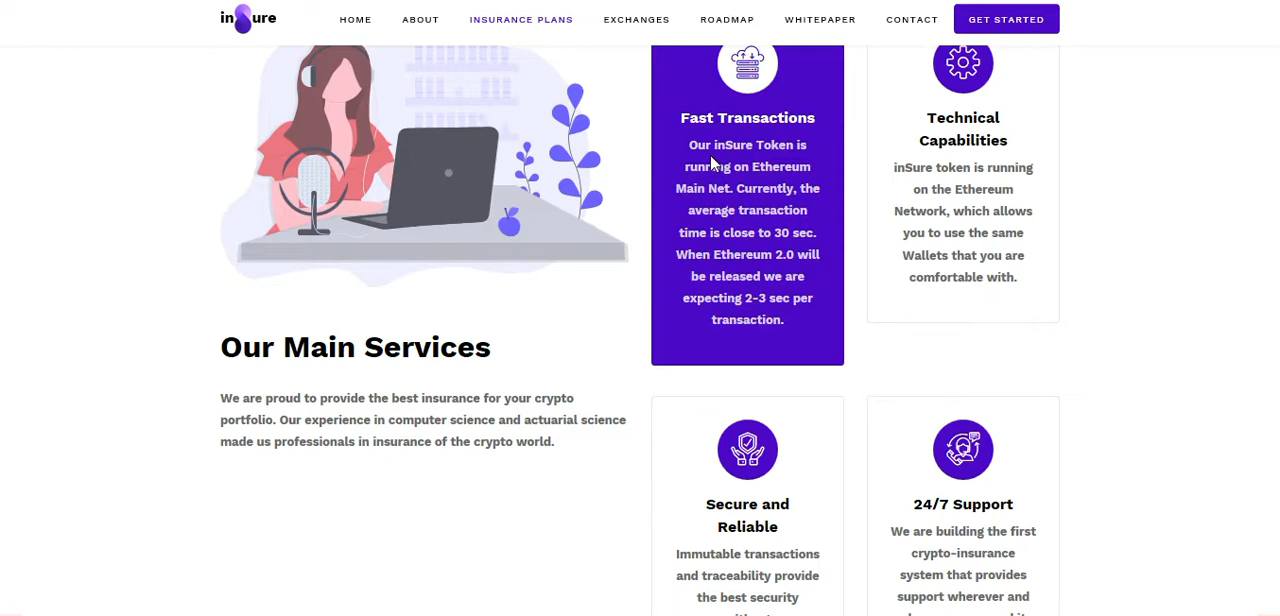 inSure
HOME
ABOUT
INSURANCE PLANS
EXCHANGES
ROADMAP
WHITEPAPER
CONTACT
GET STARTED
Our Main Services
We are proud to provide the best insurance for your crypto
portfolio. Our experience in computer science and actuarial science
made us professionals in insurance of the crypto world.
Fast Transactions
Our inSure Token is
running on Ethereum
Main Net. Currently, the
average transaction
time is close to 30 sec.
When Ethereum 2.0 will
be released we are
expecting 2-3 sec per
transaction.
Technical
Capabilities
inSure token is running
on the Ethereum
Network, which allows
you to use the same
Wallets that you are
comfortable with.
Secure and
Reliable
Immutable transactions
and traceability provide
the best security
24/7 Support
We are building the first
crypto-insurance
system that provides
support wherever and